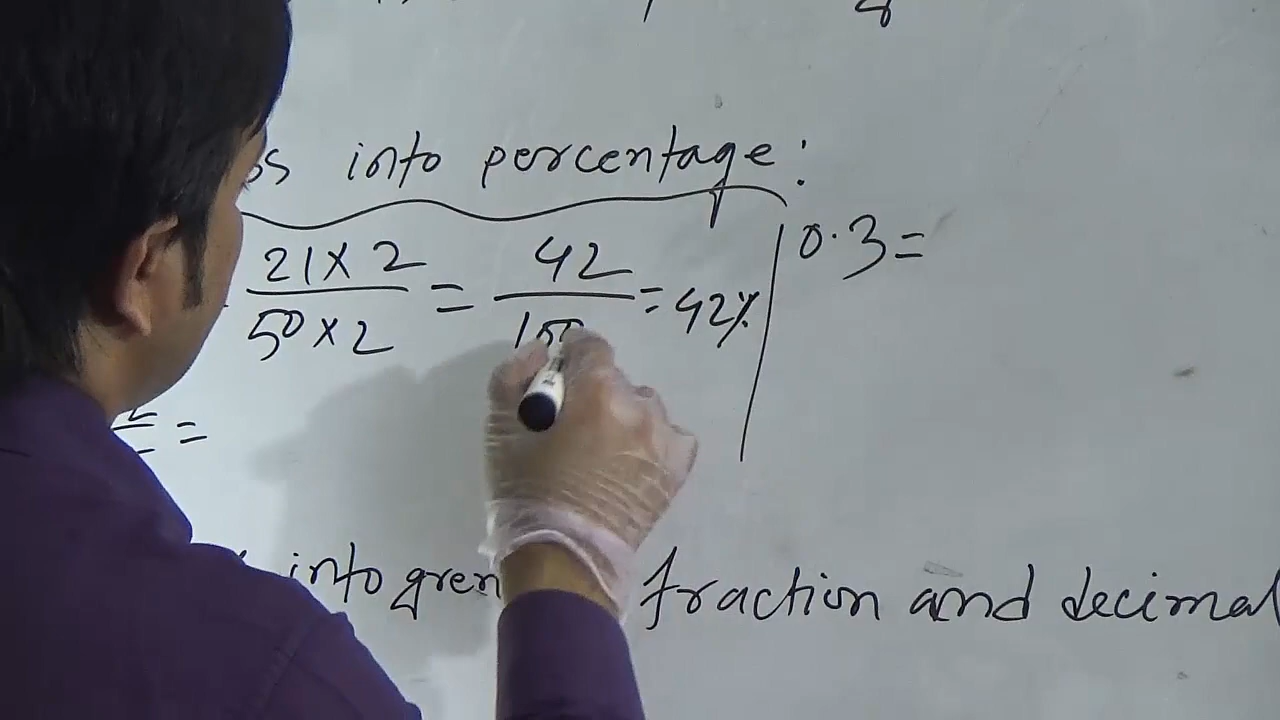 into percentage:
21 × 2 / 50 × 2 = 42 / 100 = 42%
0.3 =
=
into fraction and decimal